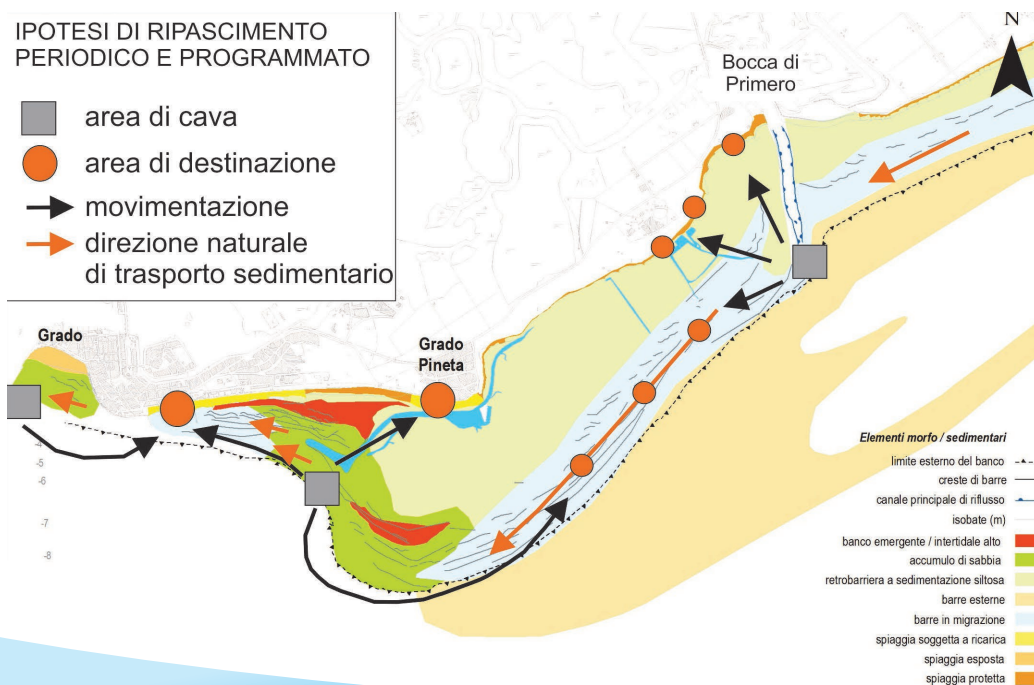 IPOTESI DI RIPASCIMENTO
PERIODICO E PROGRAMMATO
area di cava
area di destinazione
movimentazione
direzione naturale
di trasporto sedimentario
N
Bocca di
Primero
Grado
Grado
Pineta
-5
-6
-7
-8
Elementi morfo / sedimentari
limite esterno del banco
creste di barre
canale principale di riflusso
isobate (m)
banco emergente / intertidale alto
accumulo di sabbia
retrobarriera a sedimentazione siltosa
barre esterne
barre in migrazione
spiaggia soggetta a ricarica
spiaggia esposta
spiaggia protetta